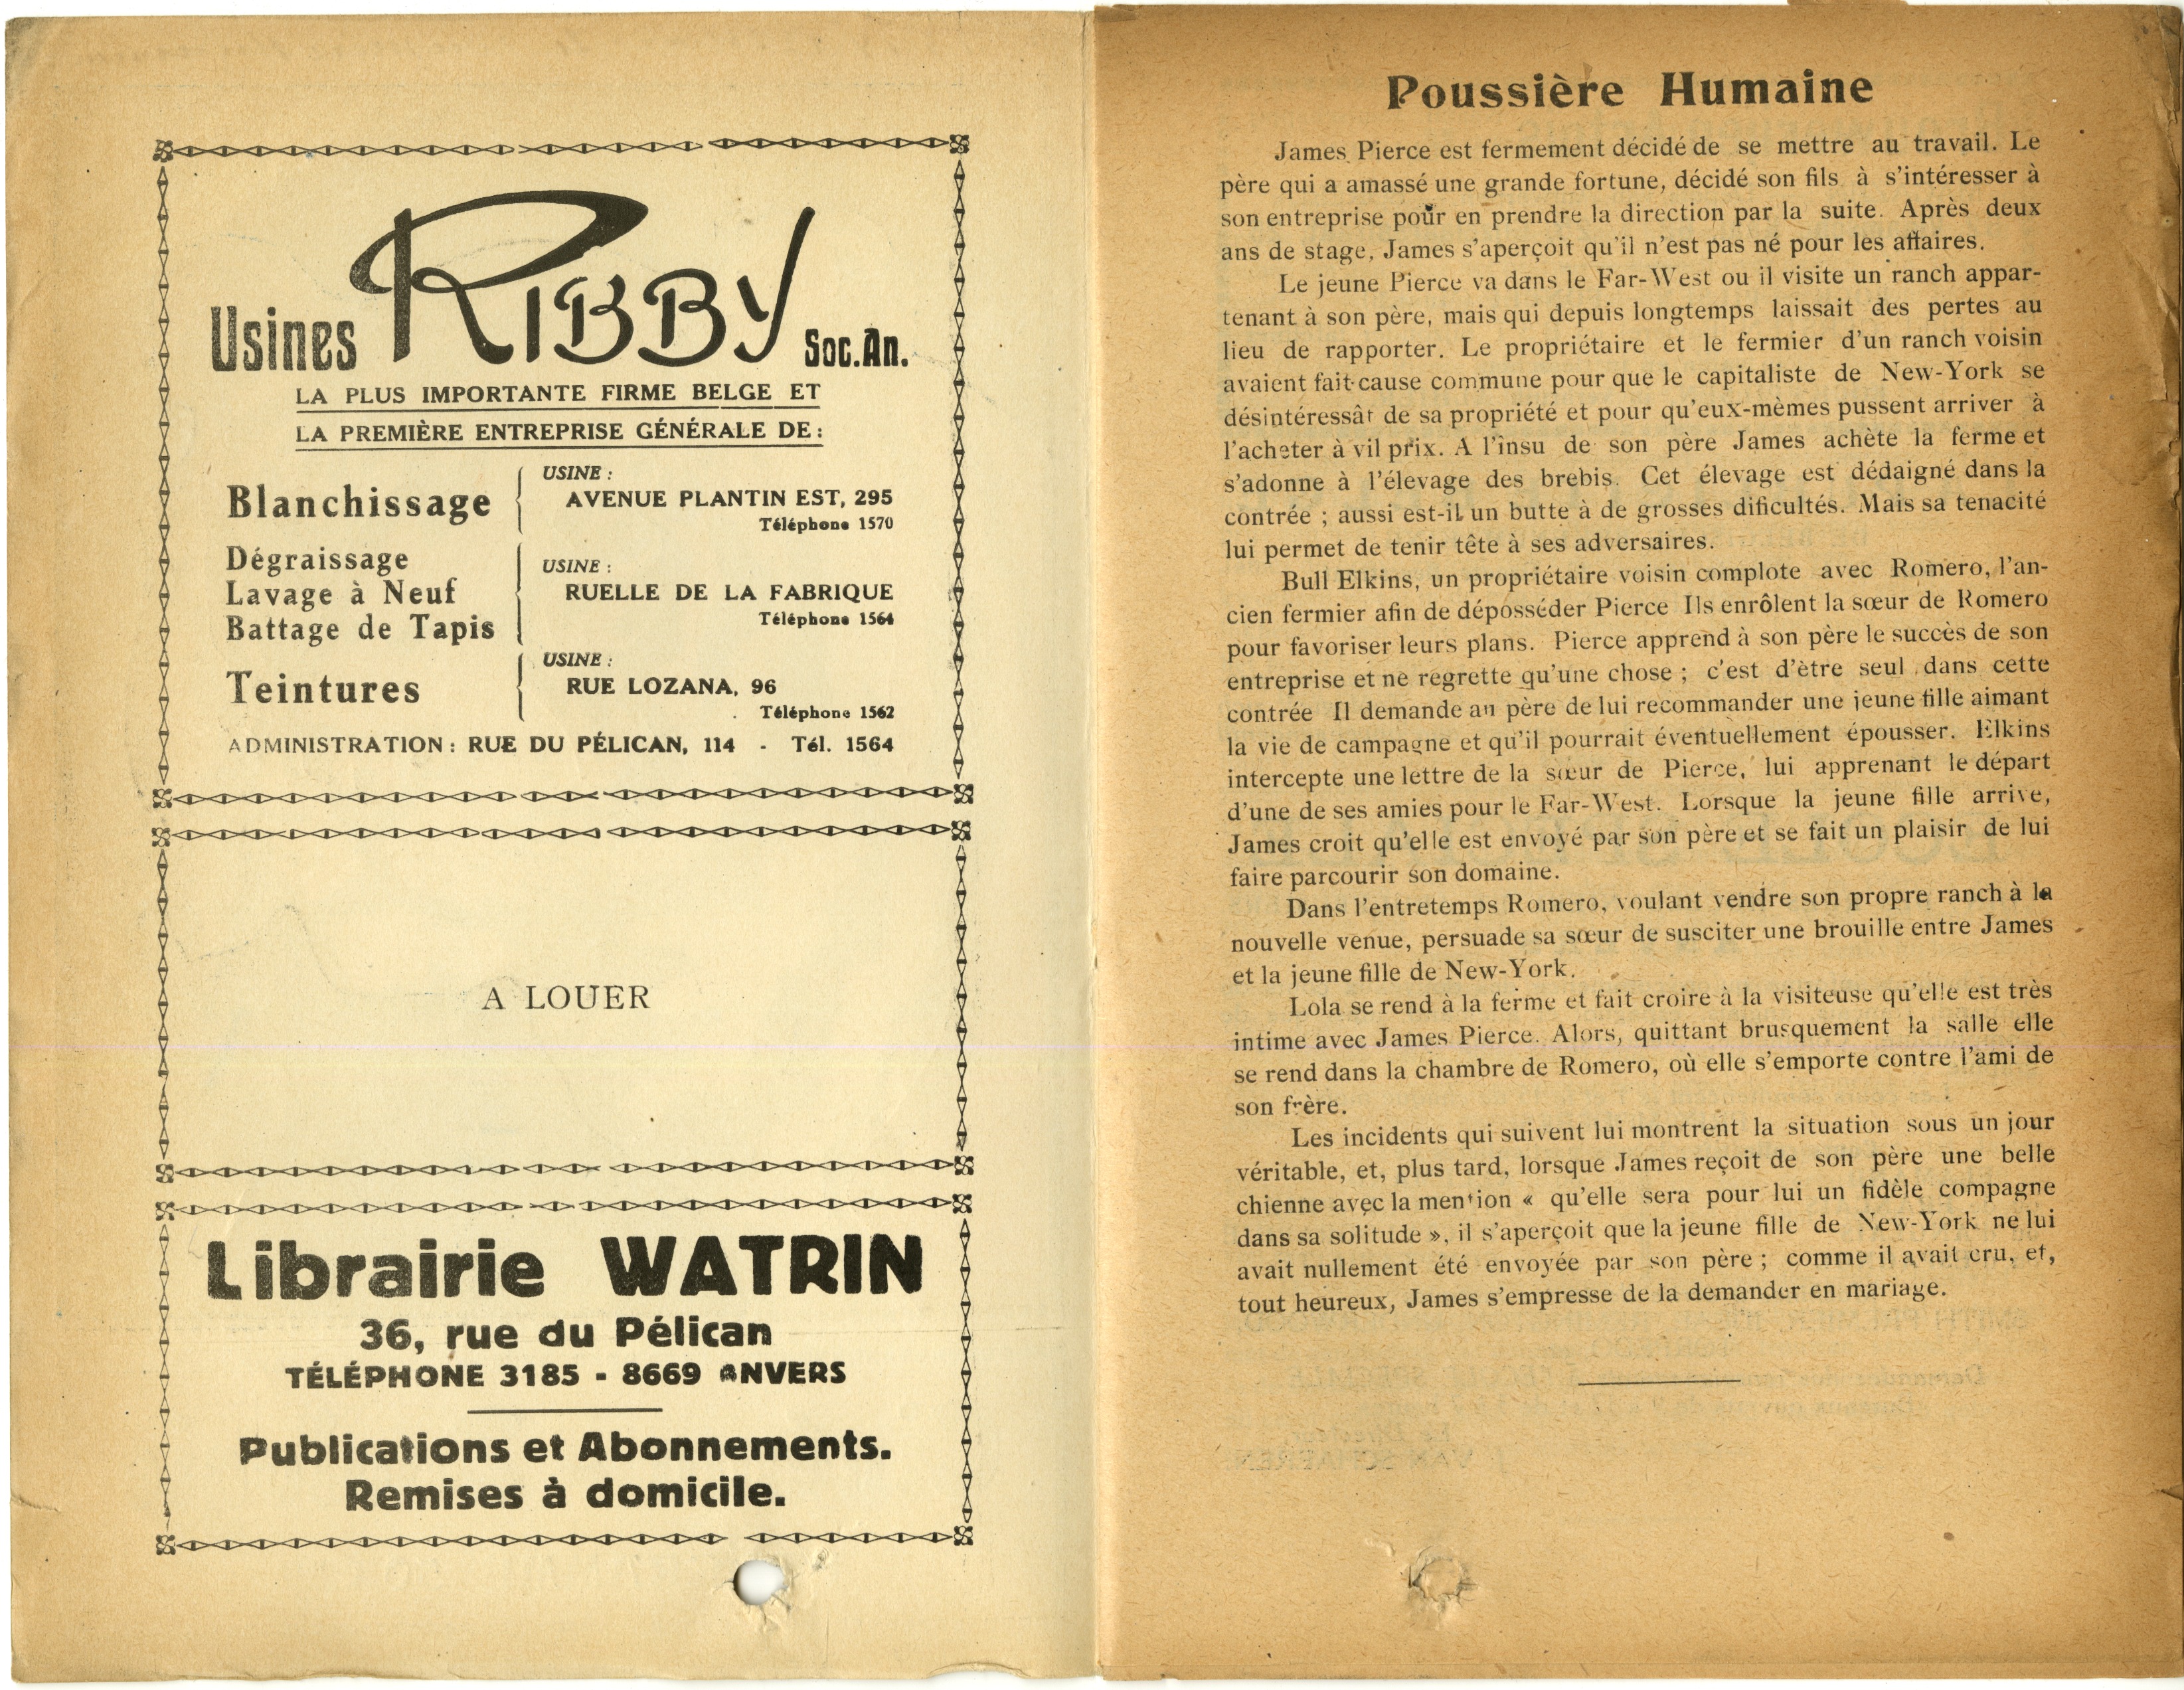 Usines RIBBY Soc.An.
LA PLUS IMPORTANTE FIRME BELGE ET
LA PREMIÈRE ENTREPRISE GÉNÉRALE DE:
Blanchissage
USINE :
AVENUE PLANTIN EST, 295
Téléphone 1570
Dégraissage
Lavage à Neuf
Battage de Tapis
USINE :
RUELLE DE LA FABRIQUE
Téléphone 1564
Teintures
USINE :
RUE LOZANA, 96
Téléphone 1562
ADMINISTRATION : RUE DU PÉLICAN, 114 - Tél. 1564
A LOUER
Librairie WATRIN
36, rue du Pélican
TÉLÉPHONE 3185 - 8669 ANVERS
Publications et Abonnements.
Remises à domicile.
Poussière Humaine
James Pierce est fermement décidé de se mettre au travail. Le
père qui a amassé une grande fortune, décidé son fils à s'intéresser à
son entreprise pour en prendre la direction par la suite. Après deux
ans de stage, James s'aperçoit qu'il n'est pas né pour les affaires.
Le jeune Pierce va dans le Far-West ou il visite un ranch appar-
tenant à son père, mais qui depuis longtemps laissait des pertes au
lieu de rapporter. Le propriétaire et le fermier d'un ranch voisin
avaient fait cause commune pour que le capitaliste de New-York se
désintéressât de sa propriété et pour qu'eux-mèmes pussent arriver à
l'acheter à vil prix. A l'insu de son père James achète la ferme et
s'adonne à l'élevage des brebis. Cet élevage est dédaigné dans la
contrée ; aussi est-il un butte à de grosses dificultés. Mais sa tenacité
lui permet de tenir tête à ses adversaires.
Bull Elkins, un propriétaire voisin complote avec Romero, l'an-
cien fermier afin de déposséder Pierce Ils enrôlent la sœur de Romero
pour favoriser leurs plans. Pierce apprend à son père le succès de son
entreprise et ne regrette qu'une chose ; c'est d'ètre seul dans cette
contrée Il demande au père de lui recommander une jeune fille aimant
la vie de campagne et qu'il pourrait éventuellement épouser. Elkins
intercepte une lettre de la sœur de Pierce, lui apprenant le départ
d'une de ses amies pour le Far-West. Lorsque la jeune fille arrive,
James croit qu'elle est envoyé par son père et se fait un plaisir de lui
faire parcourir son domaine.
Dans l'entretemps Romero, voulant vendre son propre ranch à la
nouvelle venue, persuade sa sœur de susciter une brouille entre James
et la jeune fille de New-York.
Lola se rend à la ferme et fait croire à la visiteuse qu'elle est très
intime avec James Pierce. Alors, quittant brusquement la salle elle
se rend dans la chambre de Romero, où elle s'emporte contre l'ami de
son frère.
Les incidents qui suivent lui montrent la situation sous un jour
véritable, et, plus tard, lorsque James reçoit de son père une belle
chienne avec la mention « qu'elle sera pour lui un fidèle compagne
dans sa solitude », il s'aperçoit que la jeune fille de New-York ne lui
avait nullement été envoyée par son père ; comme il avait cru, et,
tout heureux, James s'empresse de la demander en mariage.